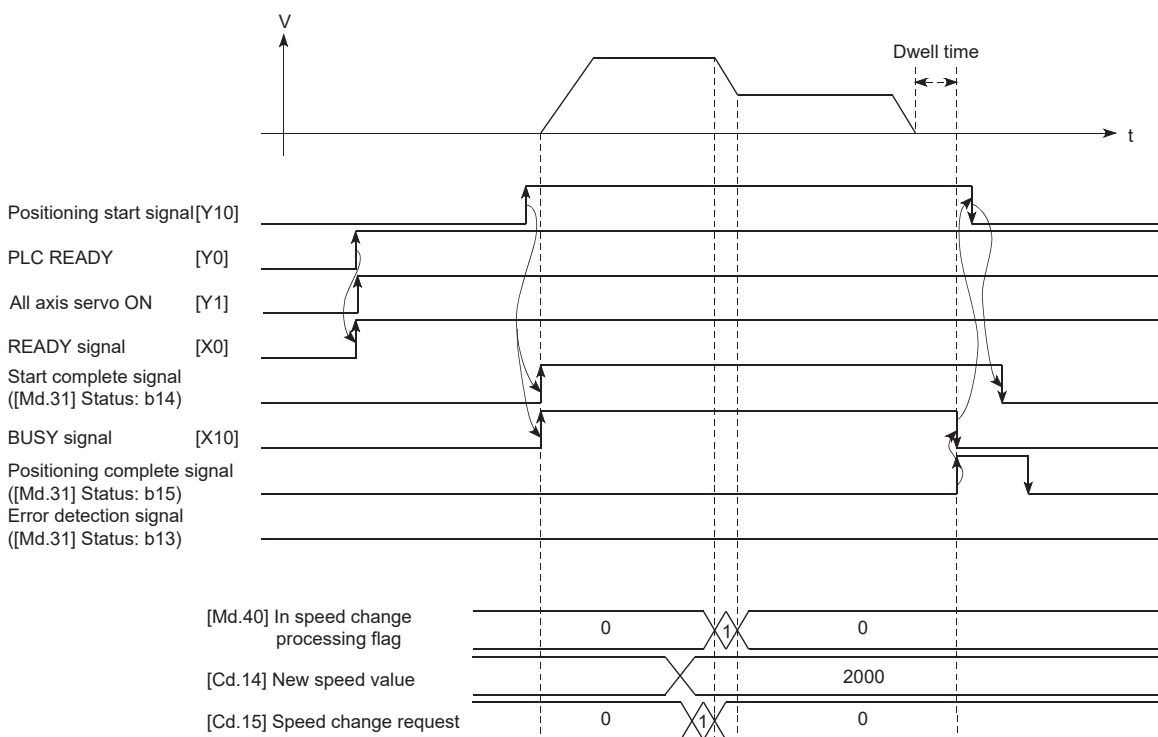 V
Dwell time
t
Positioning start signal[Y10]
PLC READY [Y0]
All axis servo ON [Y1]
READY signal [X0]
Start complete signal
([Md.31] Status: b14)
BUSY signal [X10]
Positioning complete signal
([Md.31] Status: b15)
Error detection signal
([Md.31] Status: b13)
[Md.40] In speed change
processing flag
0 1 0
[Cd.14] New speed value 2000
[Cd.15] Speed change request 0 1 0